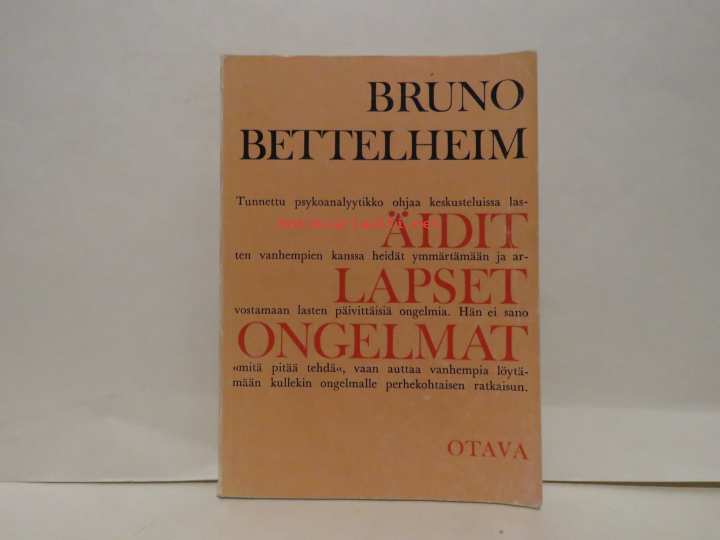 BRUNO
BETTELHEIM
Tunnettu psykoanalyytikko ohjaa keskusteluissa las-
ÄIDIT
ten vanhempien kanssa heidät ymmärtämään ja ar-
LAPSET
vostamaan lasten päivittäisiä ongelmia. Hän ei sano
ONGELMAT
«mitä pitää tehdä«, vaan auttaa vanhempia löytä-
mään kullekin ongelmalle perhekohtaisen ratkaisun.
OTAVA